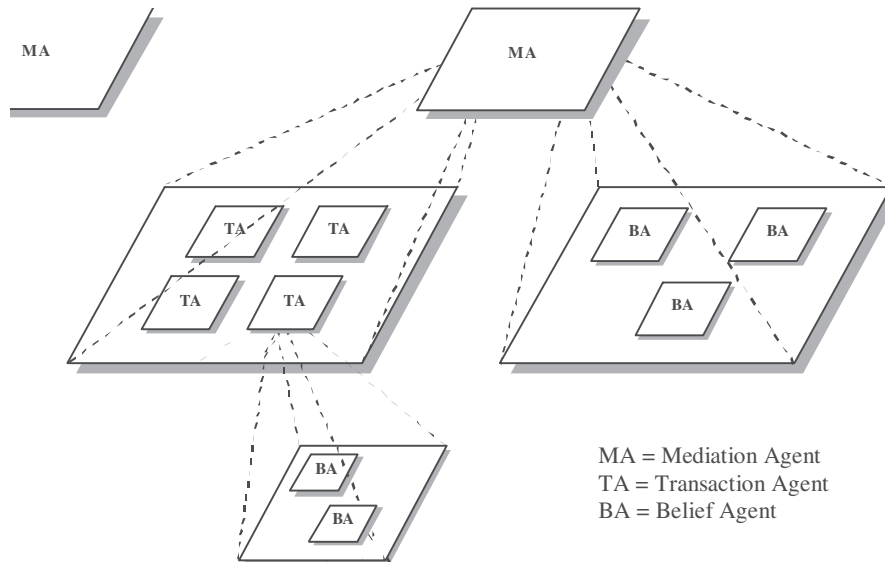 MA
MA
TA
TA
BA
BA
TA
TA
BA
BA
BA
MA = Mediation Agent
TA = Transaction Agent
BA = Belief Agent